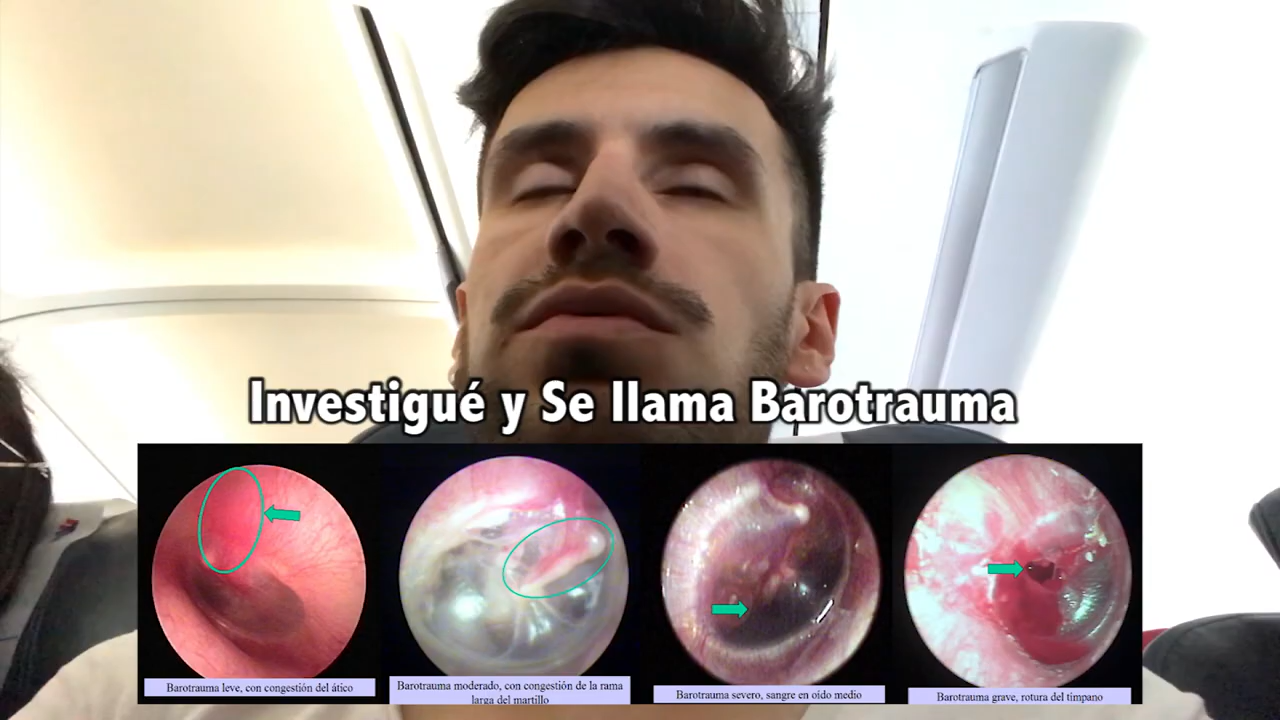 Investigué y Se llama Barotrauma
Barotrauma leve, con congestión del ático
Barotrauma moderado, con congestión de la rama
larga del martillo
Barotrauma severo, sangre en oído medio
Barotrauma grave, rotura del timpano